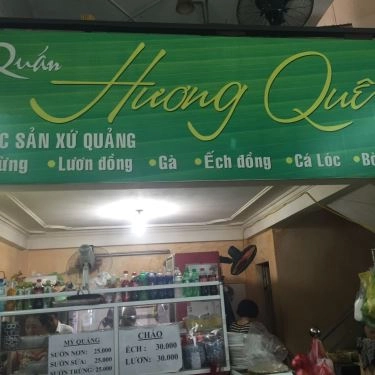 Quán
Hương Quê
C SẢN XỨ QUẢNG
ừng • Lươn đồng • Gà • Ếch đồng • Cá Lóc • Bò
MỲ QUẢNG
SƯỜN NON: 25.000
SƯỜN SỤA: 25.000
SƯỜN TRỨNG: 25.000
CHÁO
ẾCH : 30.000
LƯƠN: 30.000